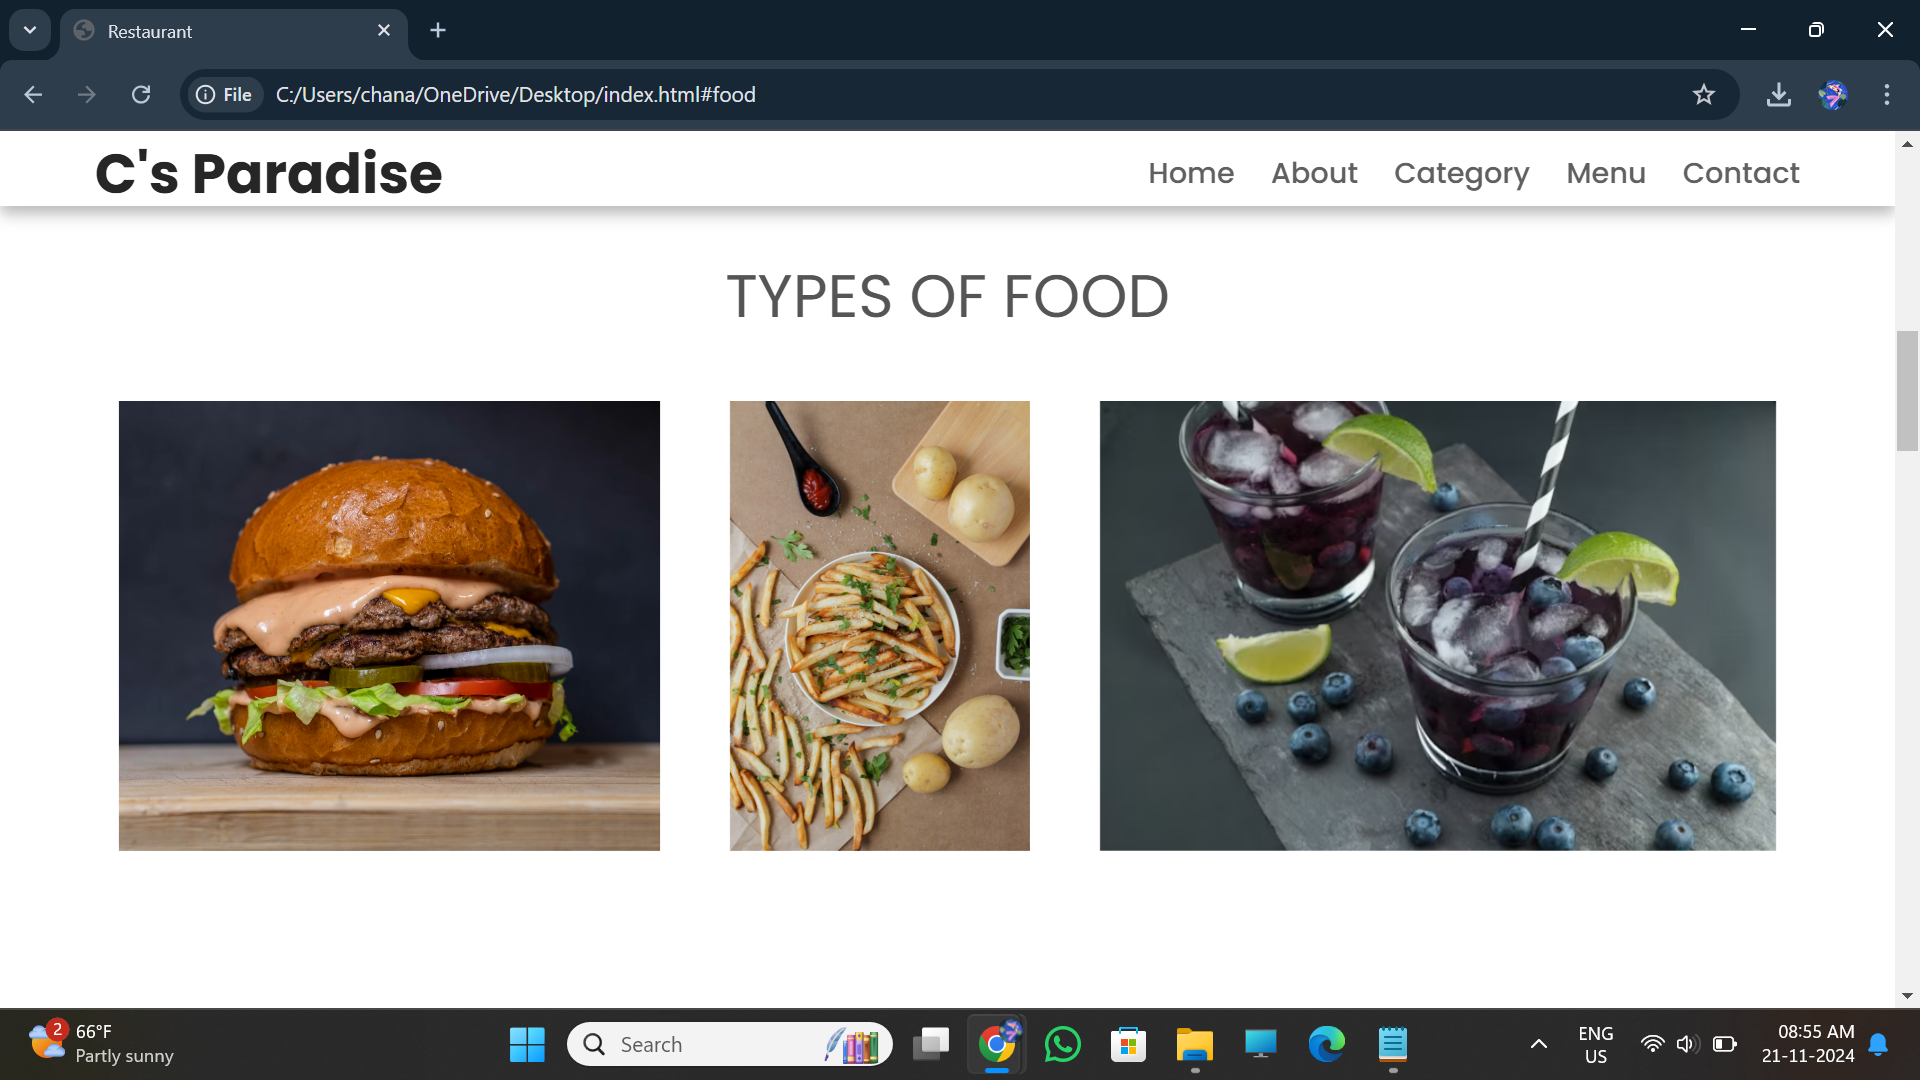 Restaurant
File
C:/Users/chana/OneDrive/Desktop/index.html#food
C's Paradise
Home About Category Menu Contact
TYPES OF FOOD
2
66°F
Partly sunny
Search
ENG
US
08:55 AM
21-11-2024